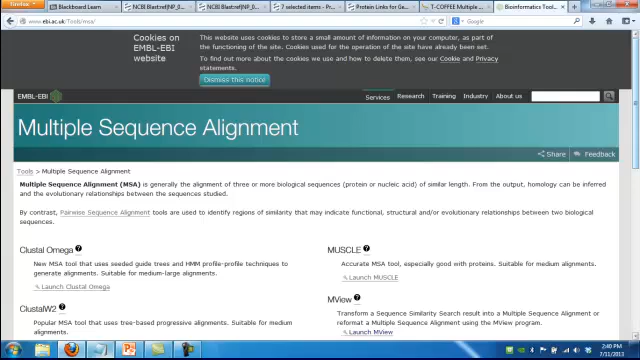 Firefox
Blackboard Learn
NCBI Blast:ref|NP_0...
NCBI Blast:ref|NP_0...
7 selected items - Pro...
Protein Links for Ge...
T-COFFEE Multiple ...
Bioinformatics Tool...
www.ebi.ac.uk/Tools/msa/
Google
Cookies on
EMBL-EBI
website
This website uses cookies to store a small amount of information on your computer, as part of
the functioning of the site. Cookies used for the operation of the site have already been set.
To find out more about the cookies we use and how to delete them, see our Cookie and Privacy
statements.
Dismiss this notice
EMBL-EBI
Services Research Training Industry About us
Multiple Sequence Alignment
Share Feedback
Tools > Multiple Sequence Alignment
Multiple Sequence Alignment (MSA) is generally the alignment of three or more biological sequences (protein or nucleic acid) of similar length. From the output, homology can be inferred
and the evolutionary relationships between the sequences studied.
By contrast, Pairwise Sequence Alignment tools are used to identify regions of similarity that may indicate functional, structural and/or evolutionary relationships between two biological
sequences.
Clustal Omega ?
New MSA tool that uses seeded guide trees and HMM profile-profile techniques to
generate alignments. Suitable for medium-large alignments.
Launch Clustal Omega
ClustalW2 ?
Popular MSA tool that uses tree-based progressive alignments. Suitable for medium
alignments.
MUSCLE ?
Accurate MSA tool, especially good with proteins. Suitable for medium alignments.
Launch MUSCLE
MView ?
Transform a Sequence Similarity Search result into a Multiple Sequence Alignment or
reformat a Multiple Sequence Alignment using the MView program.
Launch MView
2:40 PM
7/11/2013